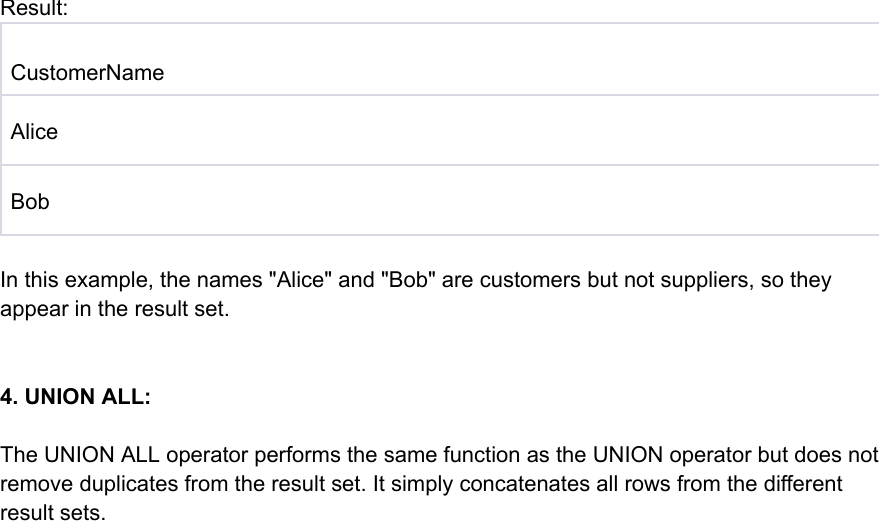 Result:
CustomerName
Alice
Bob
In this example, the names "Alice" and "Bob" are customers but not suppliers, so they
appear in the result set.
4. UNION ALL:
The UNION ALL operator performs the same function as the UNION operator but does not
remove duplicates from the result set. It simply concatenates all rows from the different
result sets.